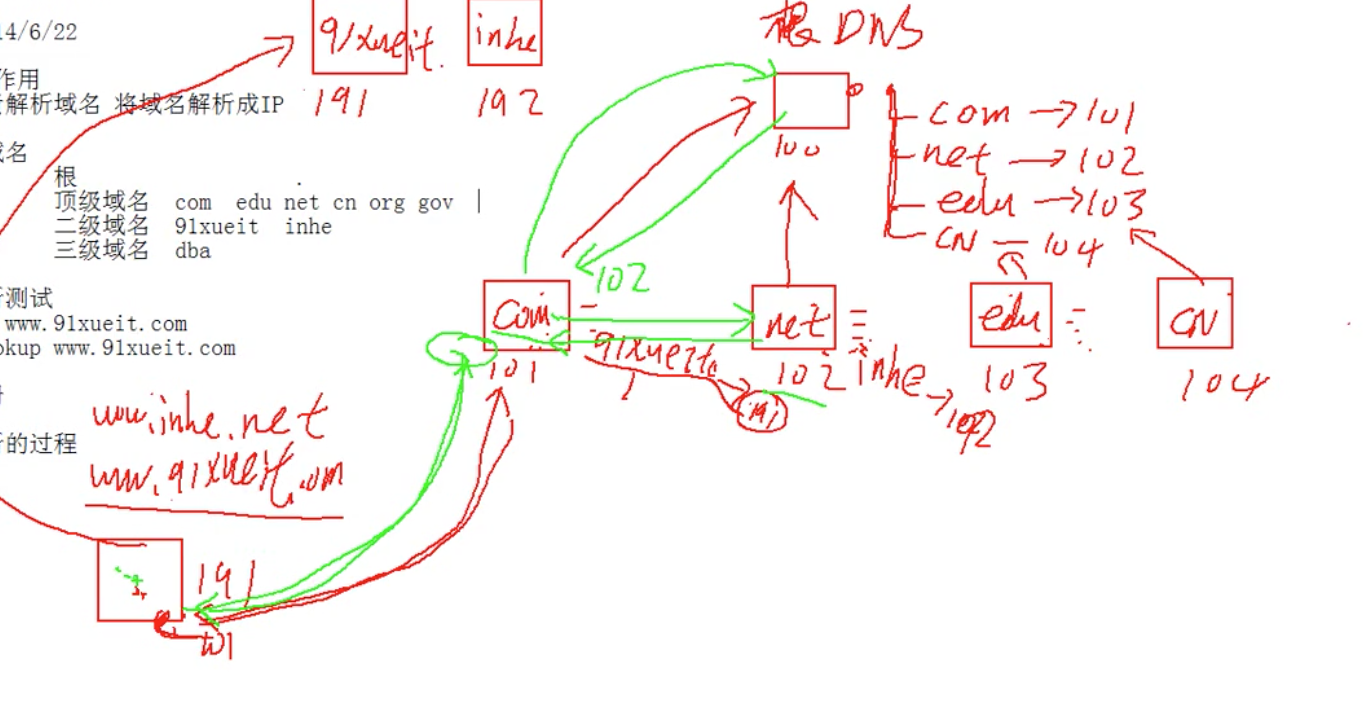 14/6/22
作用
解析域名 将域名解析成IP
域名
根
顶级域名 com edu net cn org gov
二级域名 91xueit inhe
三级域名 dba
测试
www.91xueit.com
okup www.91xueit.com
的过程
91xueit.
191
inhe
192
根DNS
100
com → 101
net → 102
edu → 103
CN — 104
102
com
101
91xueit
191
net
102
inhe → 192
edu
103
CN
104
www.inhe.net
www.91xueit.com
191
101